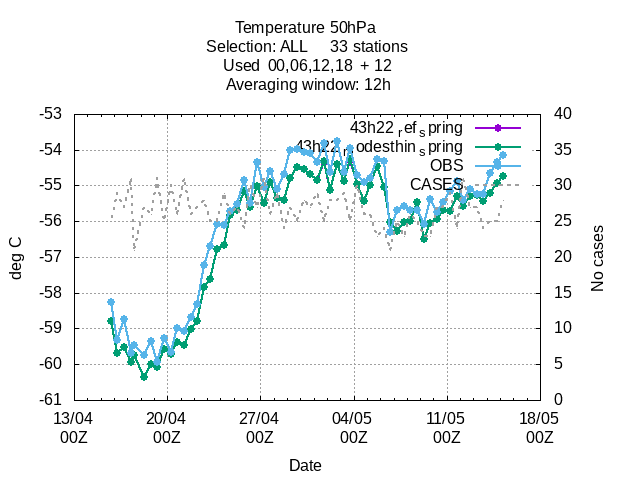 Temperature 50hPa
Selection: ALL 33 stations
Used 00,06,12,18 + 12
Averaging window: 12h
-53
-54
-55
-56
-57
-58
-59
-60
-61
40
35
30
25
20
15
10
5
0
43h22_ref_spring
43h22_nodesthin_spring
OBS
CASES
deg C
No cases
13/04 20/04 27/04 04/05 11/05 18/05
00Z 00Z 00Z 00Z 00Z 00Z
Date